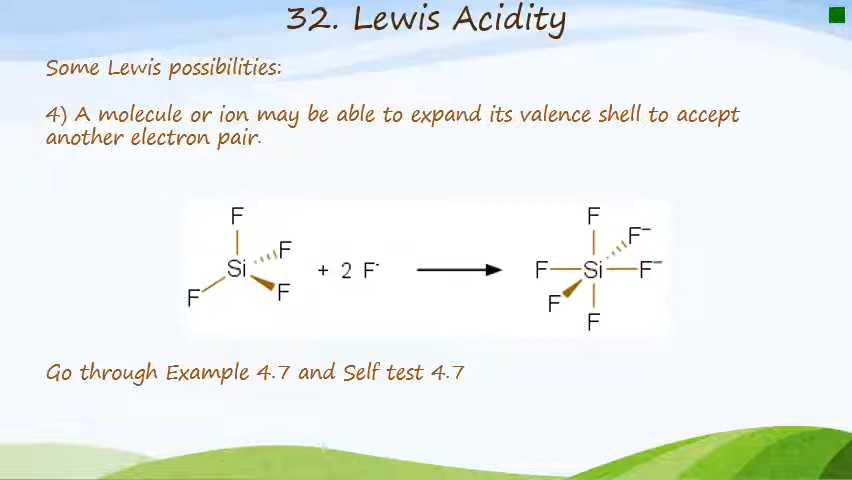 32. Lewis Acidity
Some Lewis possibilities:
4) A molecule or ion may be able to expand its valence shell to accept
another electron pair.
F
F
Si + 2 F-
F
F
F
F–
F Si F–
F
F
Go through Example 4.7 and Self test 4.7